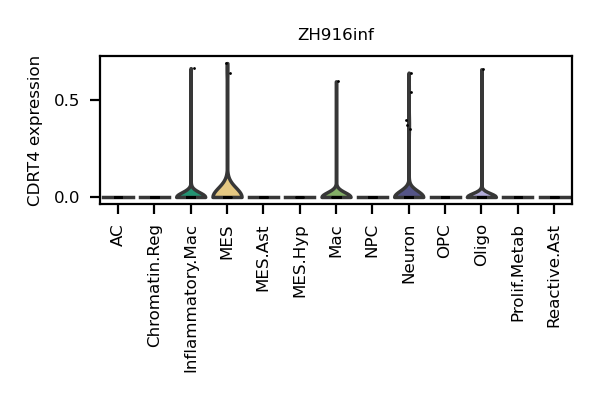 ZH916inf
CDRT4 expression
0.5
0.0
AC
Chromatin.Reg
Inflammatory.Mac
MES
MES.Ast
MES.Hyp
Mac
NPC
Neuron
OPC
Oligo
Prolif.Metab
Reactive.Ast